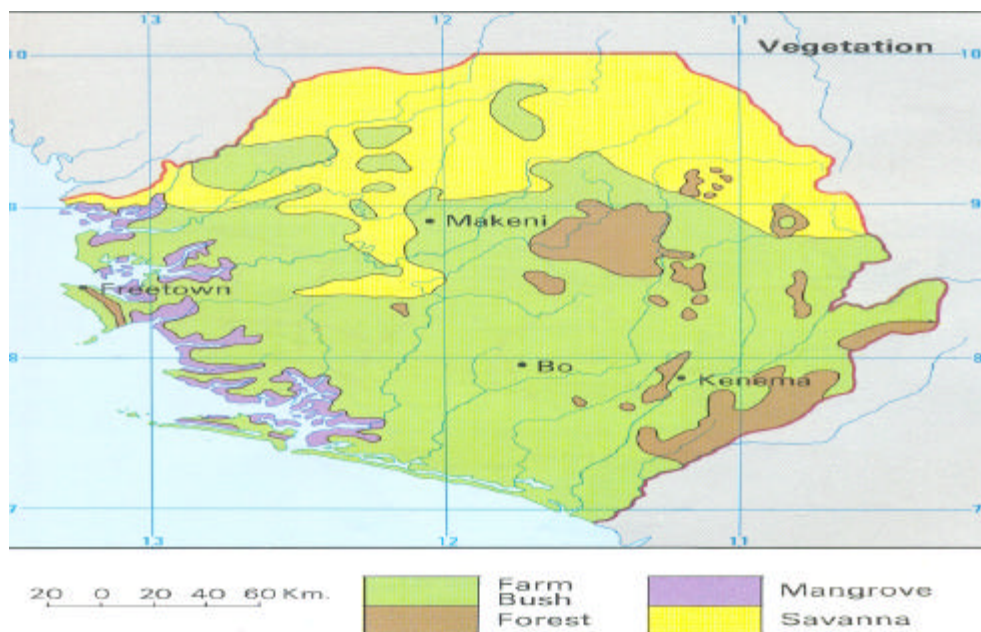 13 12 11
10 Vegetation 10
9 Makeni 9
Freetown
8 Bo 8
Kenema
7 7
13 12 11
20 0 20 40 60 Km.
Farm
Bush
Forest
Mangrove
Savanna